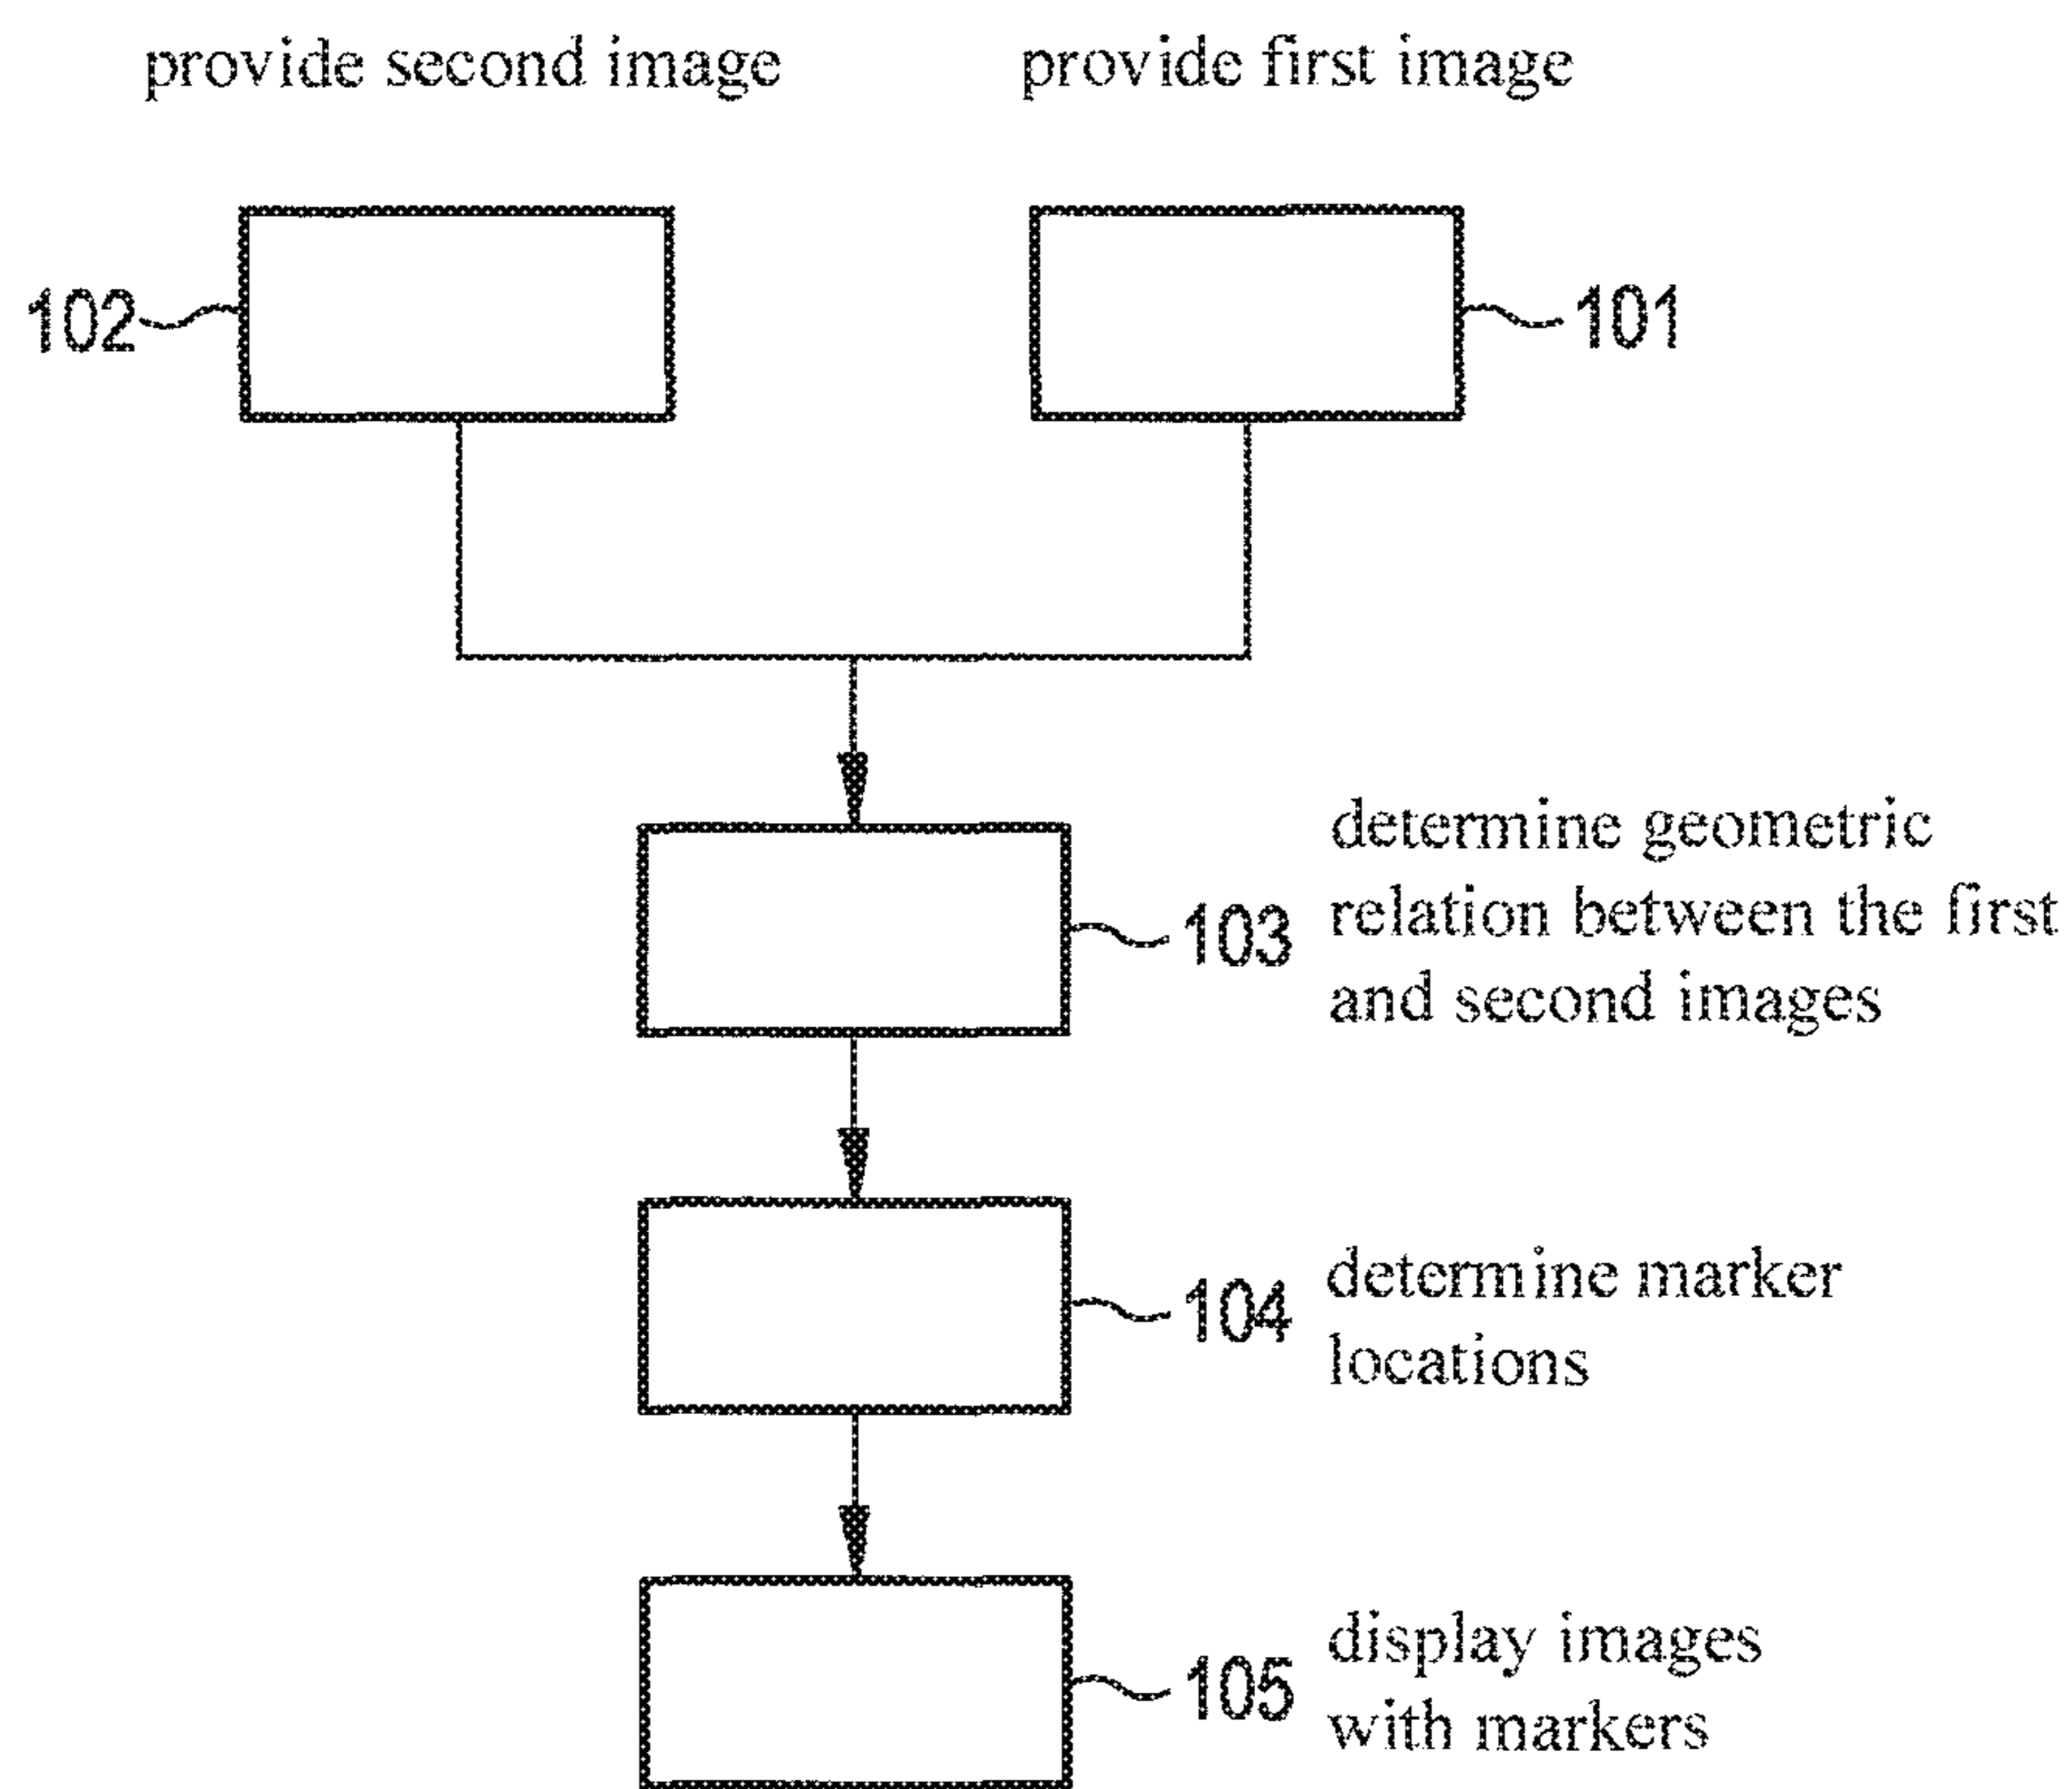 provide second image
provide first image
102
101
determine geometric
relation between the first
and second images
103
determine marker
locations
104
display images
with markers
105